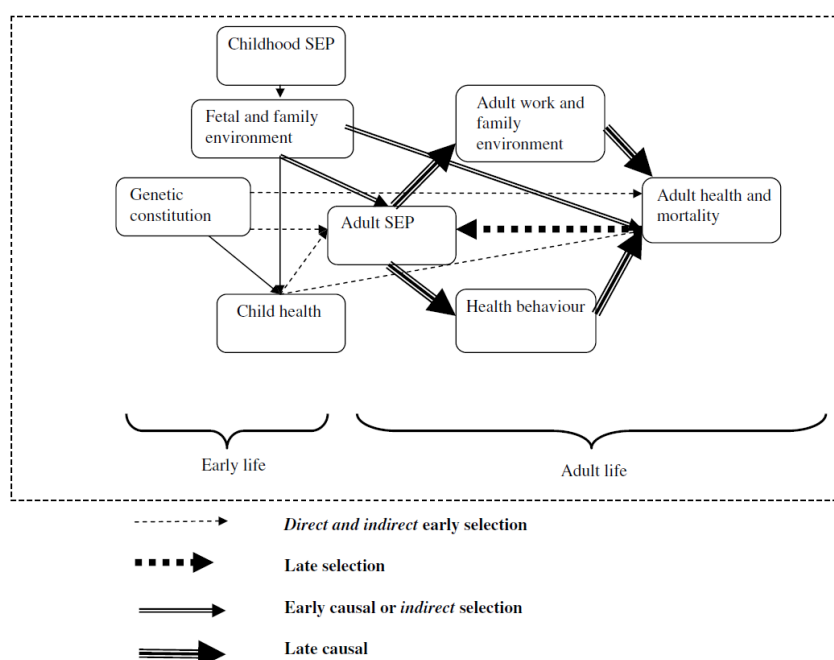 Childhood SEP
Fetal and family
environment
Adult work and
family
environment
Genetic
constitution
Adult health and
mortality
Adult SEP
Child health
Health behaviour
Early life
Adult life
Direct and indirect early selection
Late selection
Early causal or indirect selection
Late causal